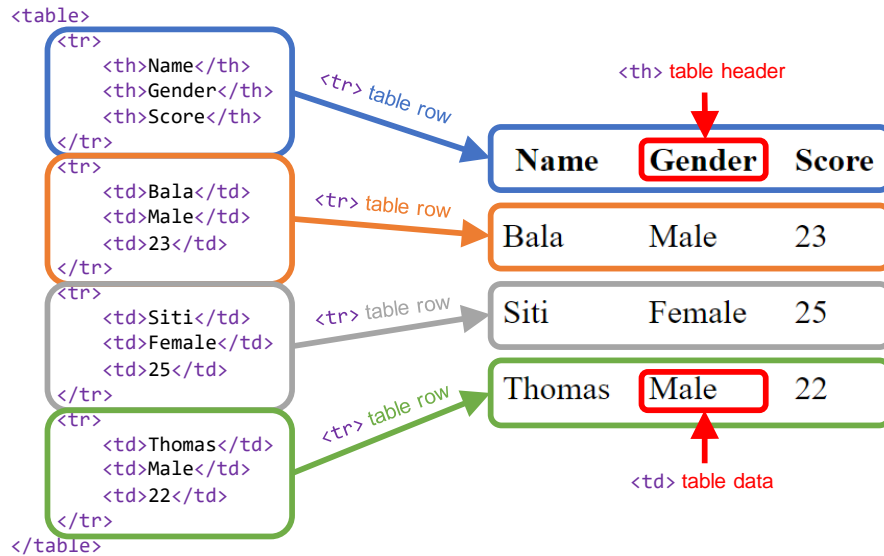 <table>
<tr>
<th>Name</th>
<th>Gender</th>
<th>Score</th>
</tr>
<tr>
<td>Bala</td>
<td>Male</td>
<td>23</td>
</tr>
<tr>
<td>Siti</td>
<td>Female</td>
<td>25</td>
</tr>
<tr>
<td>Thomas</td>
<td>Male</td>
<td>22</td>
</tr>
</table>
<tr> table row
<tr> table row
<tr> table row
<tr> table row
<th> table header
Name Gender Score
Bala Male 23
Siti Female 25
Thomas Male 22
<td> table data